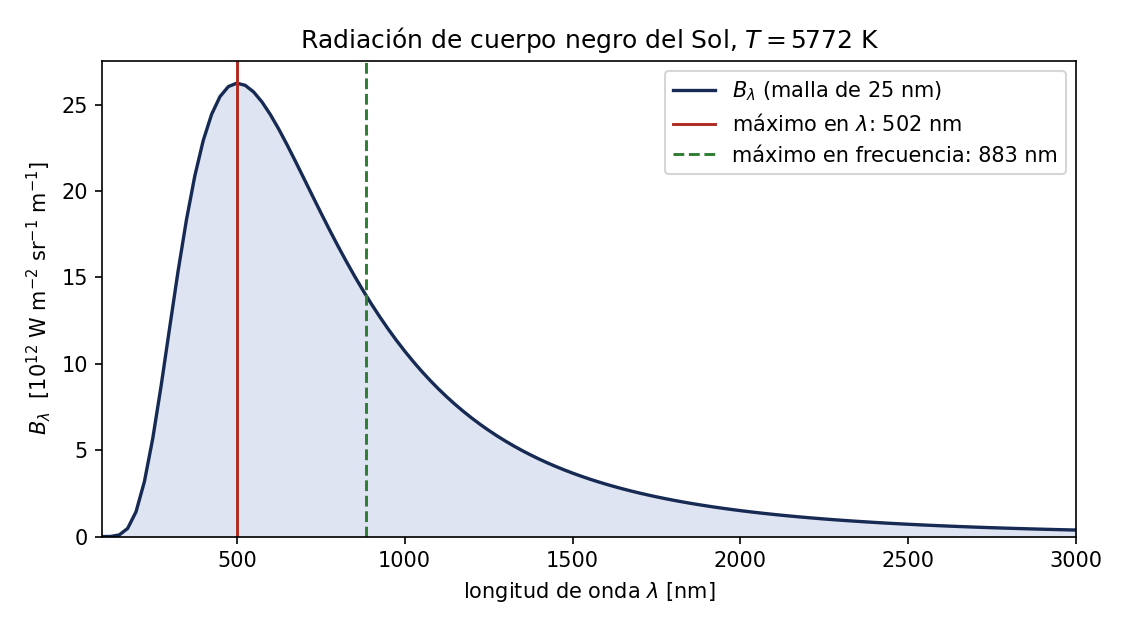 Radiación de cuerpo negro del Sol, T = 5772 K
B_λ (malla de 25 nm)
máximo en λ: 502 nm
máximo en frecuencia: 883 nm
B_λ [10¹² W m⁻² sr⁻¹ m⁻¹]
25
20
15
10
5
0
500
1000
1500
2000
2500
3000
longitud de onda λ [nm]